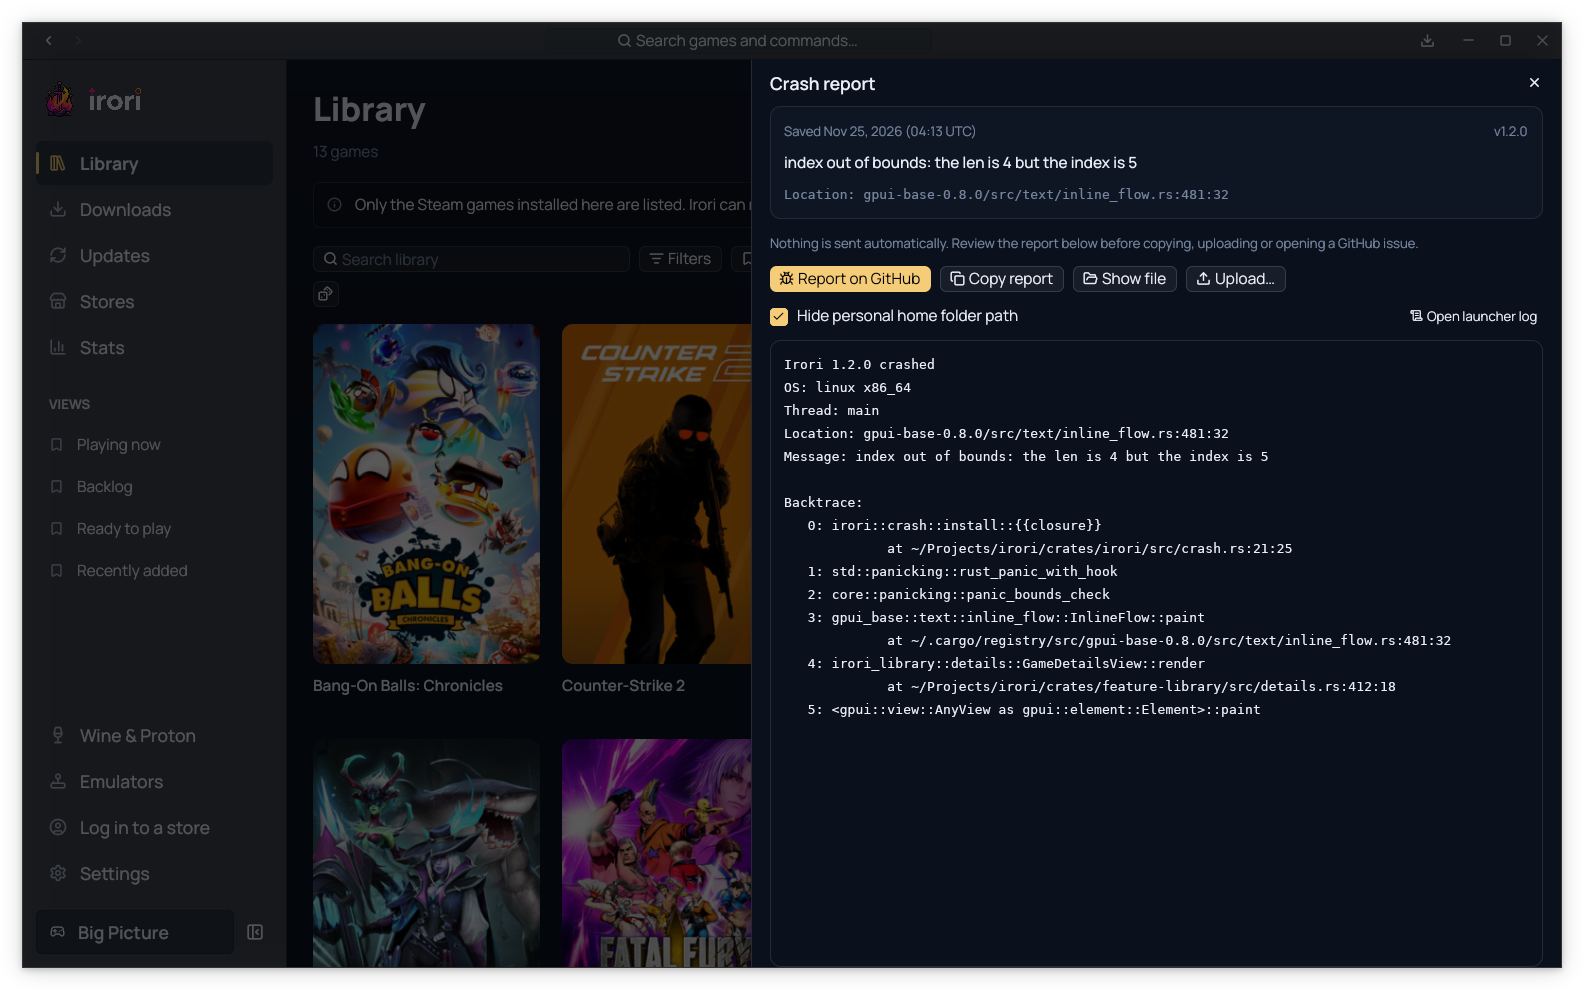 Search games and commands...
irori
Library
Downloads
Updates
Stores
Stats
VIEWS
Playing now
Backlog
Ready to play
Recently added
Wine & Proton
Emulators
Log in to a store
Settings
Big Picture
Library
13 games
Only the Steam games installed here are listed. Irori can
Search library
Filters
COUNTER
STRIKE 2
BANG-ON
BALLS
CHRONICLES
Bang-On Balls: Chronicles
Counter-Strike 2
FATAL FURY
Crash report
Saved Nov 25, 2026 (04:13 UTC)
v1.2.0
index out of bounds: the len is 4 but the index is 5
Location: gpui-base-0.8.0/src/text/inline_flow.rs:481:32
Nothing is sent automatically. Review the report below before copying, uploading or opening a GitHub issue.
Report on GitHub
Copy report
Show file
Upload...
Hide personal home folder path
Open launcher log
Irori 1.2.0 crashed
OS: linux x86_64
Thread: main
Location: gpui-base-0.8.0/src/text/inline_flow.rs:481:32
Message: index out of bounds: the len is 4 but the index is 5
Backtrace:
0: irori::crash::install::{{closure}}
at ~/Projects/irori/crates/irori/src/crash.rs:21:25
1: std::panicking::rust_panic_with_hook
2: core::panicking::panic_bounds_check
3: gpui_base::text::inline_flow::InlineFlow::paint
at ~/.cargo/registry/src/gpui-base-0.8.0/src/text/inline_flow.rs:481:32
4: irori_library::details::GameDetailsView::render
at ~/Projects/irori/crates/feature-library/src/details.rs:412:18
5: <gpui::view::AnyView as gpui::element::Element>::paint